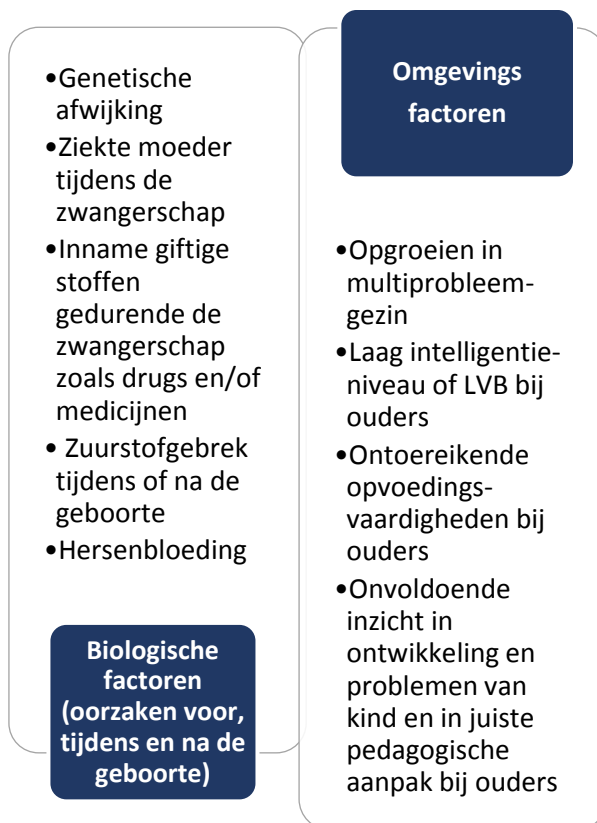 •Genetische
afwijking
•Ziekte moeder
tijdens de
zwangerschap
•Inname giftige
stoffen
gedurende de
zwangerschap
zoals drugs en/of
medicijnen
• Zuurstofgebrek
tijdens of na de
geboorte
•Hersenbloeding
Biologische
factoren
(oorzaken voor,
tijdens en na de
geboorte)
Omgevings
factoren
•Opgroeien in
multiprobleem-
gezin
•Laag intelligentie-
niveau of LVB bij
ouders
•Ontoereikende
opvoedings-
vaardigheden bij
ouders
•Onvoldoende
inzicht in
ontwikkeling en
problemen van
kind en in juiste
pedagogische
aanpak bij ouders